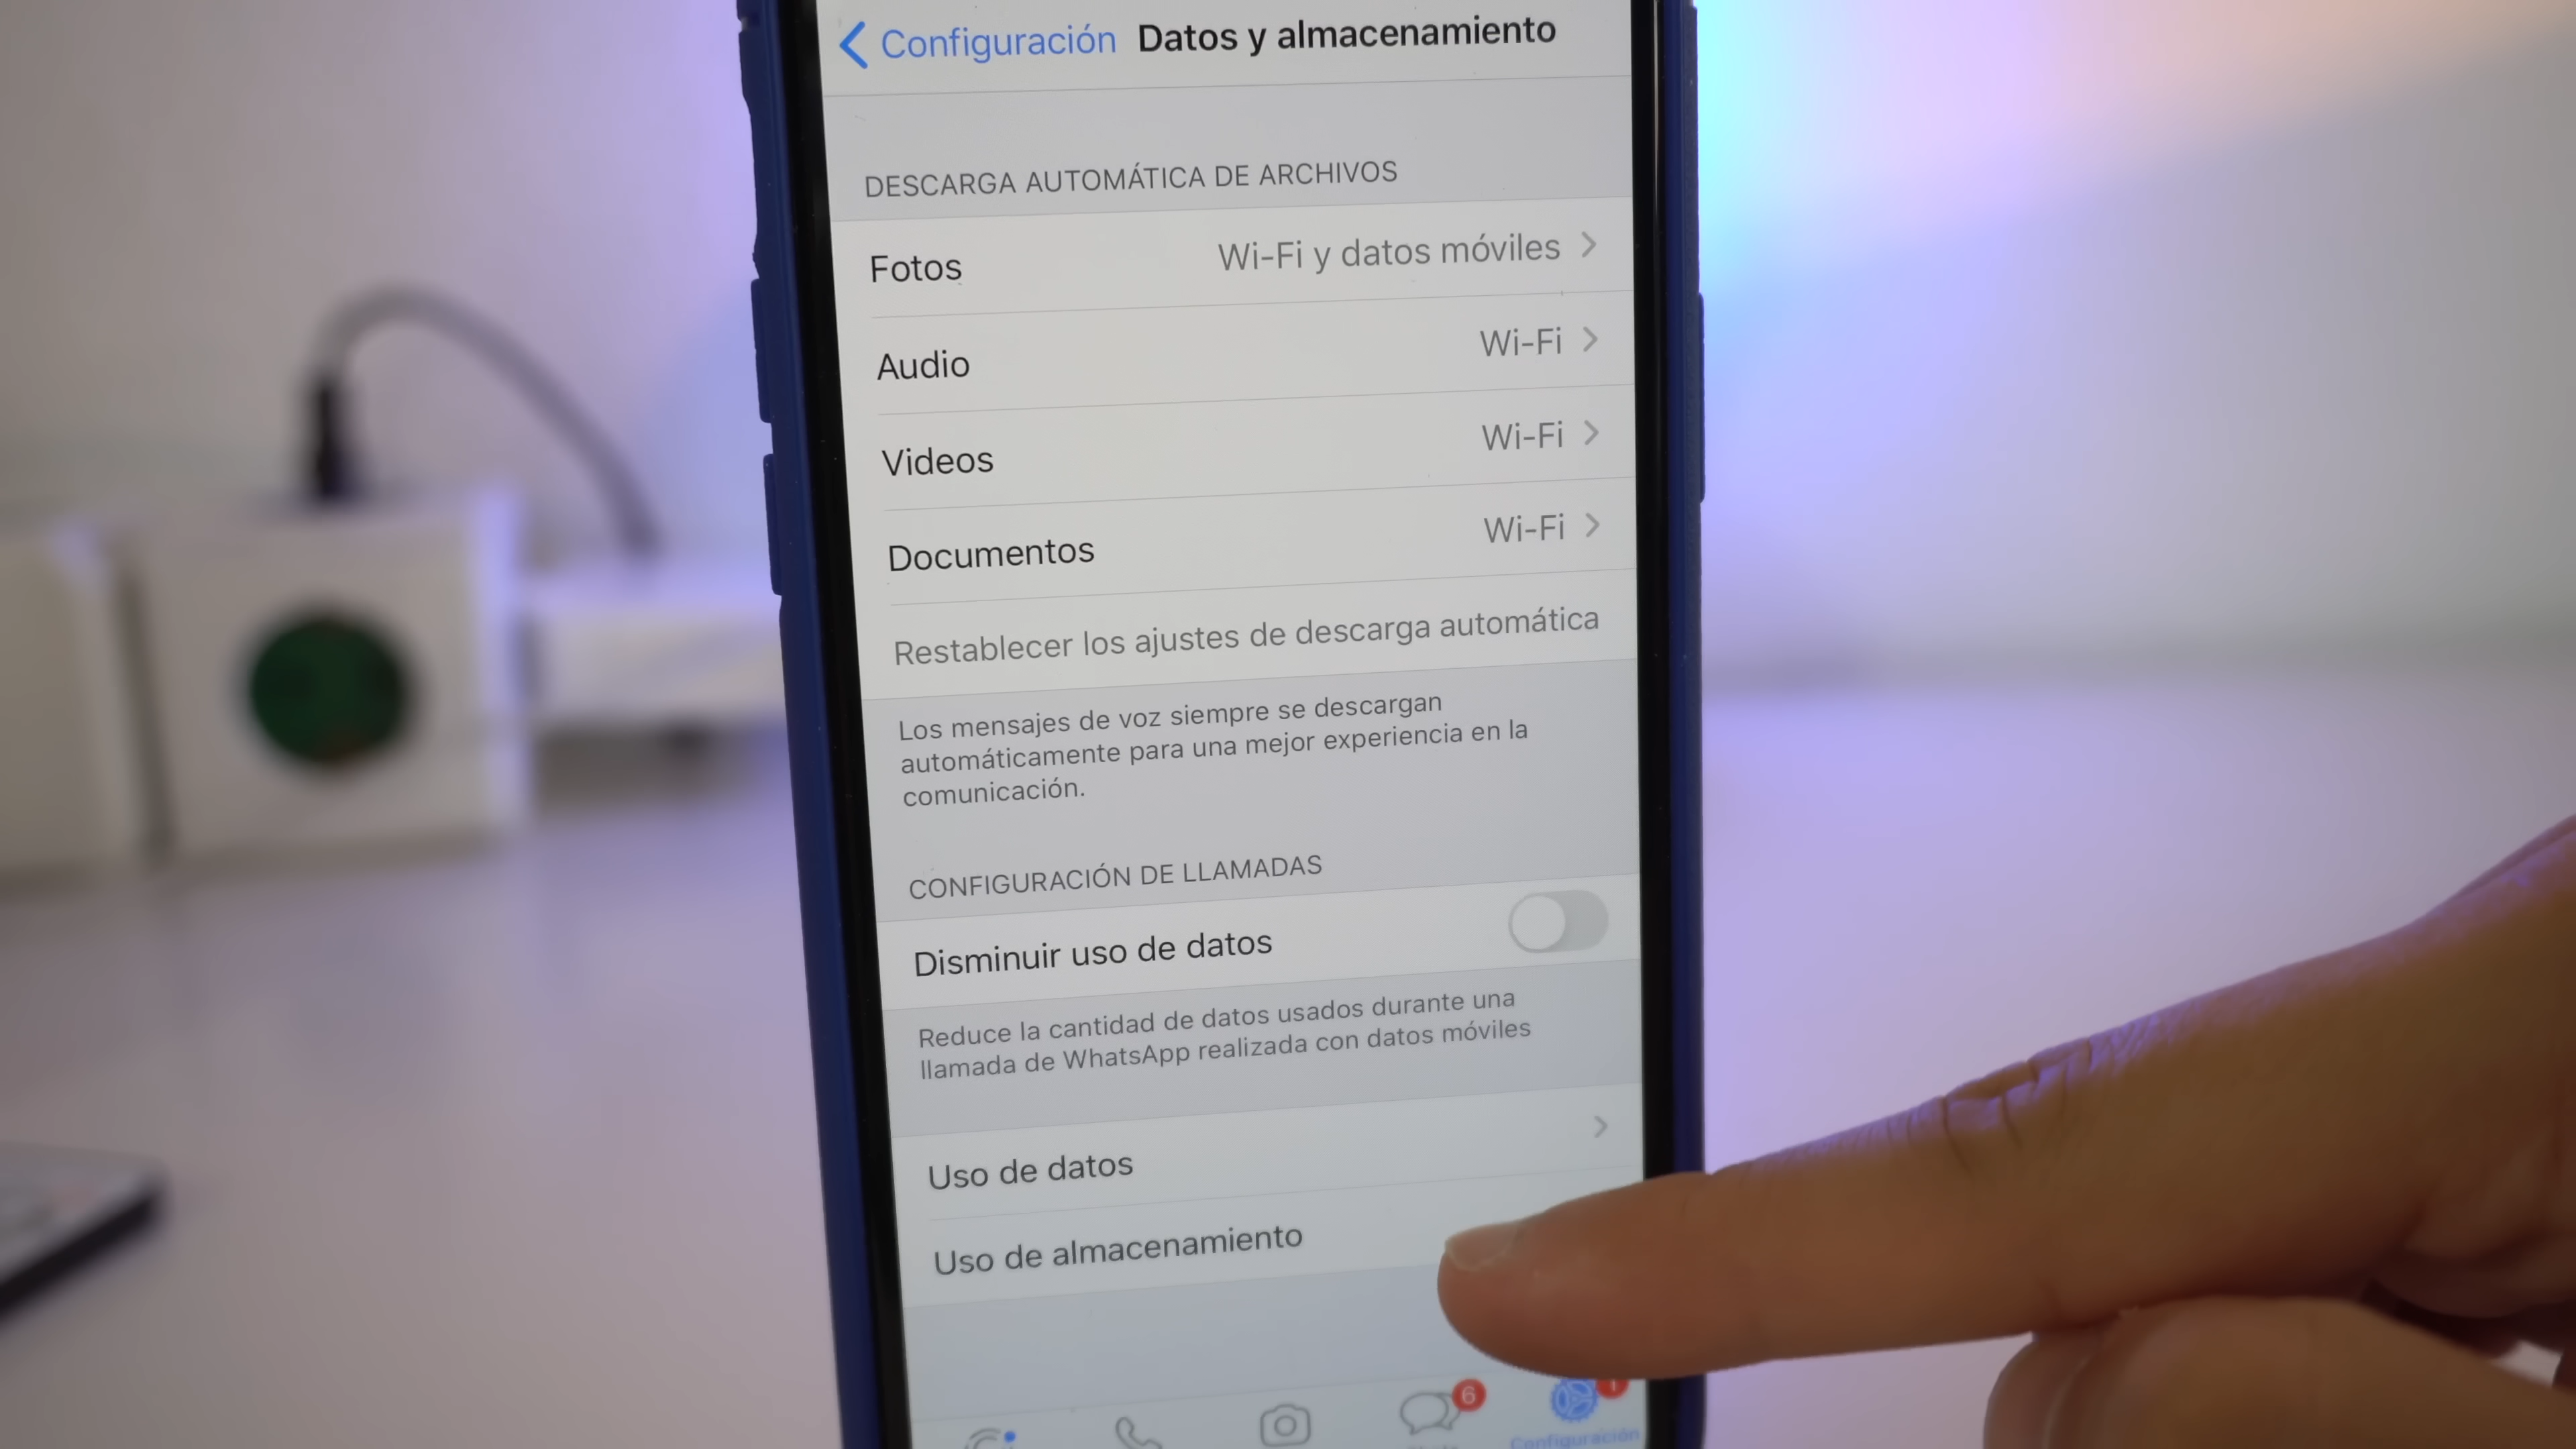 Configuración Datos y almacenamiento
DESCARGA AUTOMÁTICA DE ARCHIVOS
Fotos Wi-Fi y datos móviles
Audio Wi-Fi
Videos Wi-Fi
Documentos Wi-Fi
Restablecer los ajustes de descarga automática
Los mensajes de voz siempre se descargan
automáticamente para una mejor experiencia en la
comunicación.
CONFIGURACIÓN DE LLAMADAS
Disminuir uso de datos
Reduce la cantidad de datos usados durante una
llamada de WhatsApp realizada con datos móviles
Uso de datos
Uso de almacenamiento
6 1
Configuración